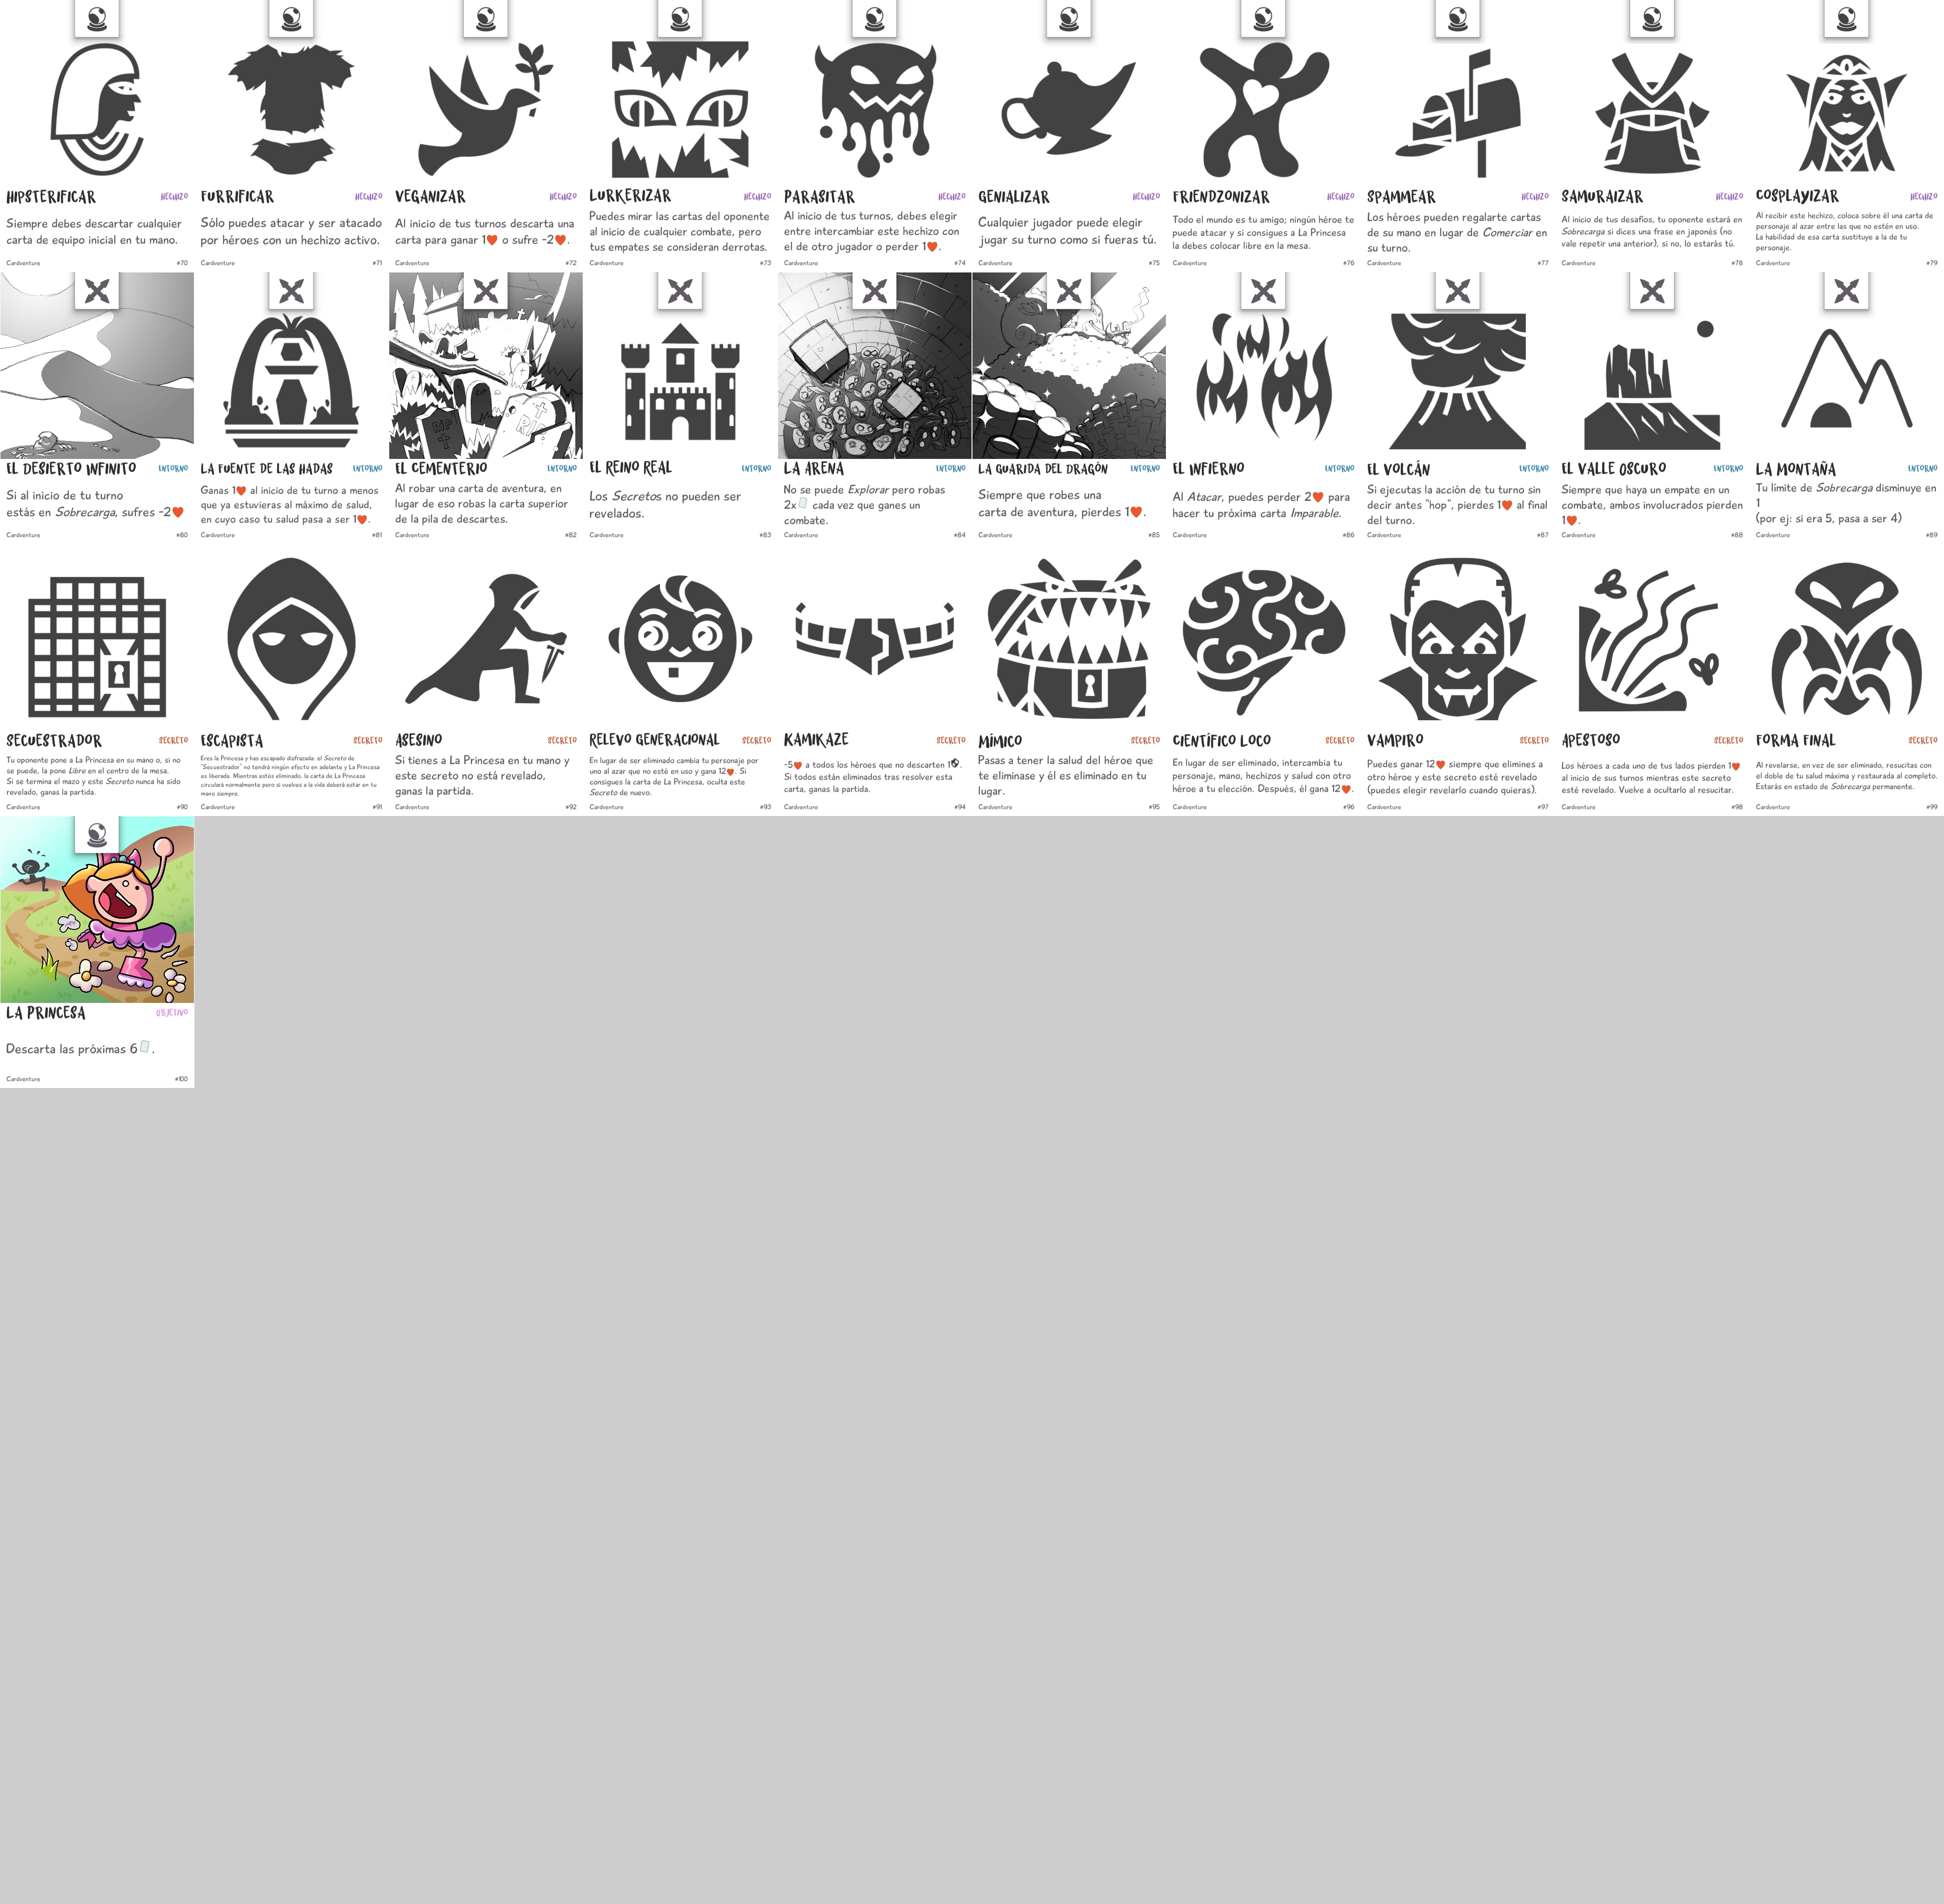 HIPSTERIFICAR HECHIZO
Siempre debes descartar cualquier
carta de equipo inicial en tu mano.
Cardventure #70
FURRIFICAR HECHIZO
Sólo puedes atacar y ser atacado
por héroes con un hechizo activo.
Cardventure #71
VEGANIZAR HECHIZO
Al inicio de tus turnos descarta una
carta para ganar 1❤ o sufre -2❤.
Cardventure #72
LURKERIZAR HECHIZO
Puedes mirar las cartas del oponente
al inicio de cualquier combate, pero
tus empates se consideran derrotas.
Cardventure #73
PARASITAR HECHIZO
Al inicio de tus turnos, debes elegir
entre intercambiar este hechizo con
el de otro jugador o perder 1❤.
Cardventure #74
GENIALIZAR HECHIZO
Cualquier jugador puede elegir
jugar su turno como si fueras tú.
Cardventure #75
FRIENDZONIZAR HECHIZO
Todo el mundo es tu amigo; ningún héroe te
puede atacar y si consigues a La Princesa
la debes colocar libre en la mesa.
Cardventure #76
SPAMMEAR HECHIZO
Los héroes pueden regalarte cartas
de su mano en lugar de Comerciar en
su turno.
Cardventure #77
SAMURAIZAR HECHIZO
Al inicio de tus desafíos, tu oponente estará en
Sobrecarga si dices una frase en japonés (no
vale repetir una anterior), si no, lo estarás tú.
Cardventure #78
COSPLAYIZAR HECHIZO
Al recibir este hechizo, coloca sobre él una carta de
personaje al azar entre las que no estén en uso.
La habilidad de esa carta sustituye a la de tu
personaje.
Cardventure #79
EL DESIERTO INFINITO ENTORNO
Si al inicio de tu turno
estás en Sobrecarga, sufres -2❤
Cardventure #80
LA FUENTE DE LAS HADAS ENTORNO
Ganas 1❤ al inicio de tu turno a menos
que ya estuvieras al máximo de salud,
en cuyo caso tu salud pasa a ser 1❤.
Cardventure #81
RIP
RIP
EL CEMENTERIO ENTORNO
Al robar una carta de aventura, en
lugar de eso robas la carta superior
de la pila de descartes.
Cardventure #82
EL REINO REAL ENTORNO
Los Secretos no pueden ser
revelados.
Cardventure #83
LA ARENA ENTORNO
No se puede Explorar pero robas
2x cada vez que ganes un
combate.
Cardventure #84
LA GUARIDA DEL DRAGÓN ENTORNO
Siempre que robes una
carta de aventura, pierdes 1❤.
Cardventure #85
EL INFIERNO ENTORNO
Al Atacar, puedes perder 2❤ para
hacer tu próxima carta Imparable.
Cardventure #86
EL VOLCÁN ENTORNO
Si ejecutas la acción de tu turno sin
decir antes "hop", pierdes 1❤ al final
del turno.
Cardventure #87
EL VALLE OSCURO ENTORNO
Siempre que haya un empate en un
combate, ambos involucrados pierden
1❤.
Cardventure #88
LA MONTAÑA ENTORNO
Tu límite de Sobrecarga disminuye en
1
(por ej: si era 5, pasa a ser 4)
Cardventure #89
SECUESTRADOR SECRETO
Tu oponente pone a La Princesa en su mano o, si no
se puede, la pone Libre en el centro de la mesa.
Si se termina el mazo y este Secreto nunca ha sido
revelado, ganas la partida.
Cardventure #90
ESCAPISTA SECRETO
Eres la Princesa y has escapado disfrazada: el Secreto de
"Secuestrador" no tendrá ningún efecto en adelante y La Princesa
es liberada. Mientras estés eliminado, la carta de La Princesa
circulará normalmente pero si vuelves a la vida deberá estar en tu
mano siempre.
Cardventure #91
ASESINO SECRETO
Si tienes a La Princesa en tu mano y
este secreto no está revelado,
ganas la partida.
Cardventure #92
RELEVO GENERACIONAL SECRETO
En lugar de ser eliminado cambia tu personaje por
uno al azar que no esté en uso y gana 12❤. Si
consigues la carta de La Princesa, oculta este
Secreto de nuevo.
Cardventure #93
KAMIKAZE SECRETO
-5❤ a todos los héroes que no descarten 1.
Si todos están eliminados tras resolver esta
carta, ganas la partida.
Cardventure #94
MÍMICO SECRETO
Pasas a tener la salud del héroe que
te eliminase y él es eliminado en tu
lugar.
Cardventure #95
CIENTÍFICO LOCO SECRETO
En lugar de ser eliminado, intercambia tu
personaje, mano, hechizos y salud con otro
héroe a tu elección. Después, él gana 12❤.
Cardventure #96
VAMPIRO SECRETO
Puedes ganar 12❤ siempre que elimines a
otro héroe y este secreto esté revelado
(puedes elegir revelarlo cuando quieras).
Cardventure #97
APESTOSO SECRETO
Los héroes a cada uno de tus lados pierden 1❤
al inicio de sus turnos mientras este secreto
esté revelado. Vuelve a ocultarlo al resucitar.
Cardventure #98
FORMA FINAL SECRETO
Al revelarse, en vez de ser eliminado, resucitas con
el doble de tu salud máxima y restaurada al completo.
Estarás en estado de Sobrecarga permanente.
Cardventure #99
LA PRINCESA OBJETIVO
Descarta las próximas 6.
Cardventure #100